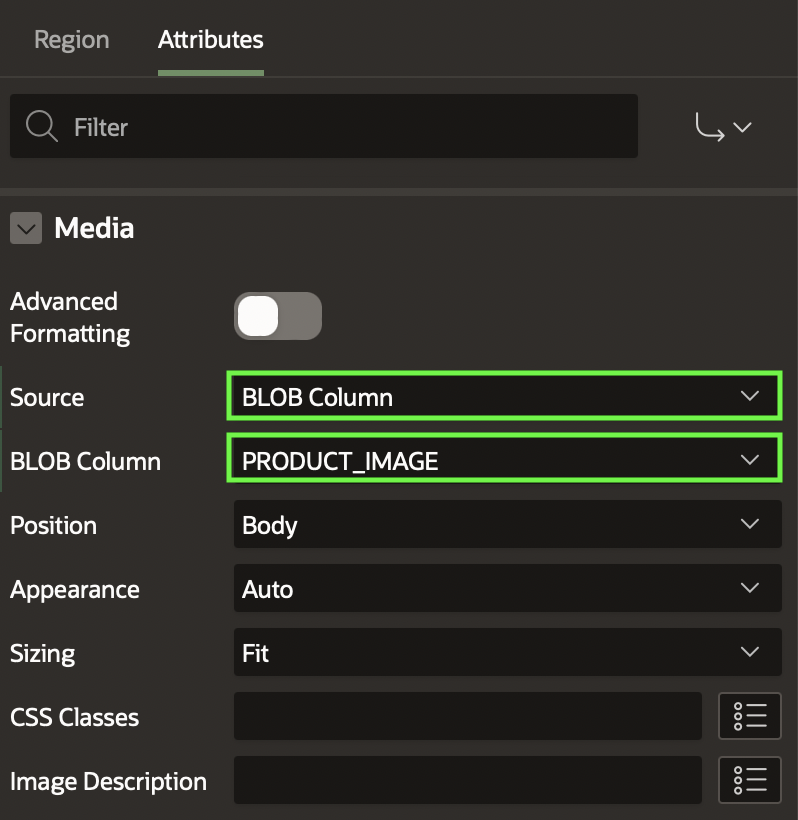 Region Attributes
Filter
Media
Advanced
Formatting
Source BLOB Column
BLOB Column PRODUCT_IMAGE
Position Body
Appearance Auto
Sizing Fit
CSS Classes
Image Description